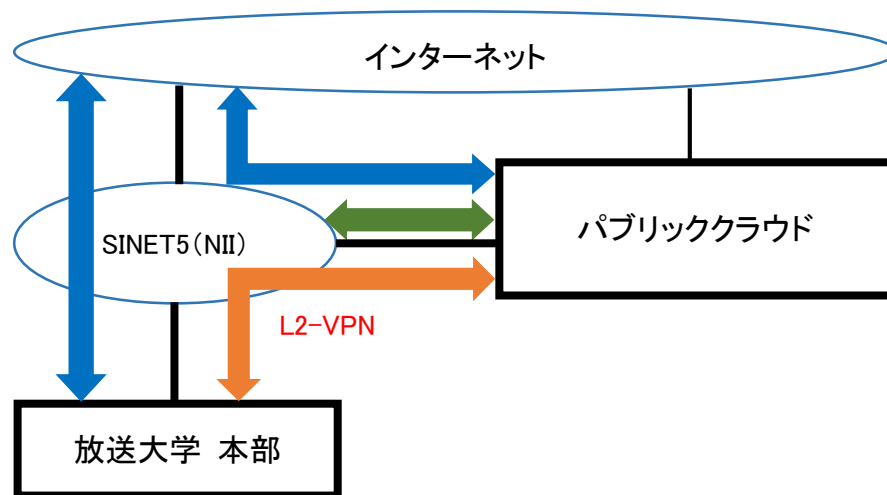 インターネット
SINET5(NII)
パブリッククラウド
L2-VPN
放送大学 本部